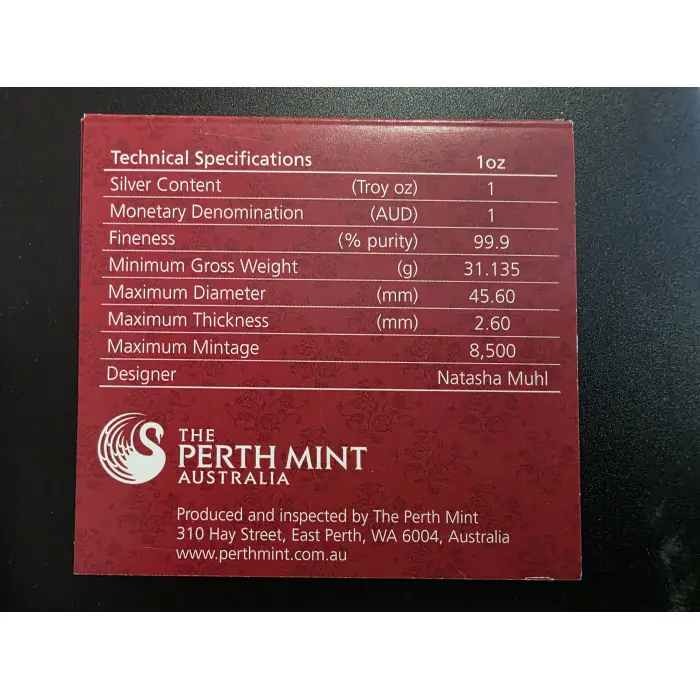 Technical Specifications 1oz
Silver Content (Troy oz) 1
Monetary Denomination (AUD) 1
Fineness (% purity) 99.9
Minimum Gross Weight (g) 31.135
Maximum Diameter (mm) 45.60
Maximum Thickness (mm) 2.60
Maximum Mintage 8,500
Designer Natasha Muhl
THE
PERTH MINT
AUSTRALIA
Produced and inspected by The Perth Mint
310 Hay Street, East Perth, WA 6004, Australia
www.perthmint.com.au